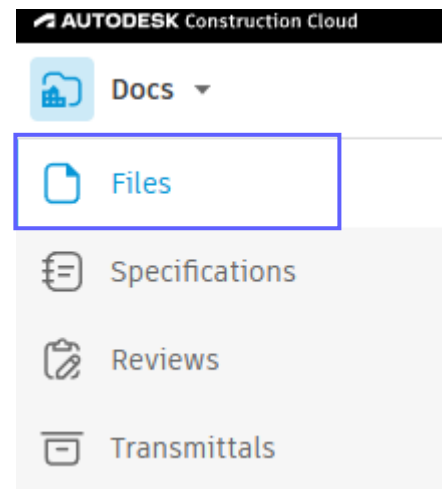 AUTODESK Construction Cloud
Docs
Files
Specifications
Reviews
Transmittals